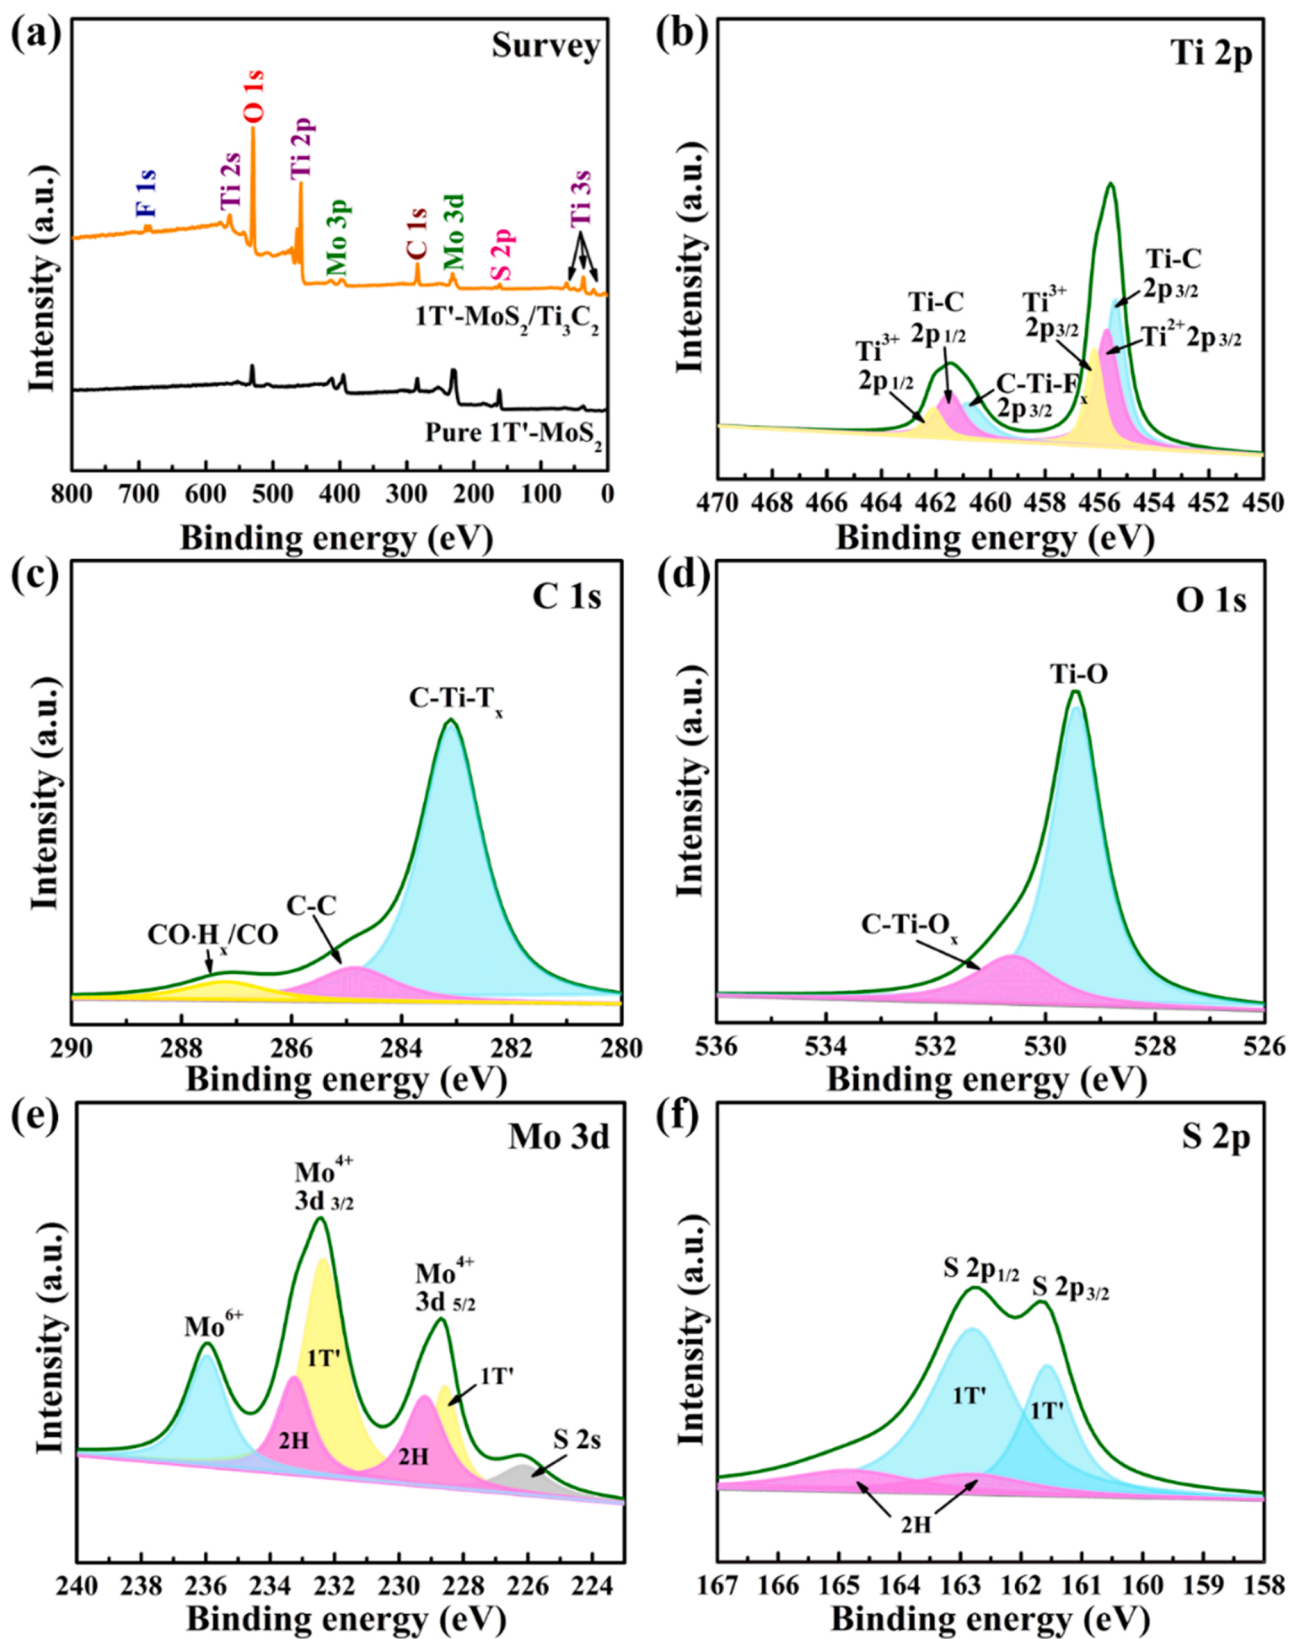 (a)
Survey
Intensity (a.u.)
F 1s
Ti 2s
O 1s
Ti 2p
Mo 3p
C 1s
Mo 3d
S 2p
Ti 3s
1T'-MoS2/Ti3C2
Pure 1T'-MoS2
800 700 600 500 400 300 200 100 0
Binding energy (eV)
(b)
Ti 2p
Intensity (a.u.)
Ti3+
2p1/2
Ti-C
2p1/2
C-Ti-Fx
2p3/2
Ti3+
2p3/2
Ti-C
2p3/2
Ti2+ 2p3/2
470 468 466 464 462 460 458 456 454 452 450
Binding energy (eV)
(c)
C 1s
Intensity (a.u.)
C-Ti-Tx
C-C
CO·Hx/CO
290 288 286 284 282 280
Binding energy (eV)
(d)
O 1s
Intensity (a.u.)
Ti-O
C-Ti-Ox
536 534 532 530 528 526
Binding energy (eV)
(e)
Mo 3d
Intensity (a.u.)
Mo6+
Mo4+
3d 3/2
Mo4+
3d 5/2
1T'
1T'
2H
2H
S 2s
240 238 236 234 232 230 228 226 224
Binding energy (eV)
(f)
S 2p
Intensity (a.u.)
S 2p1/2
S 2p3/2
1T'
1T'
2H
167 166 165 164 163 162 161 160 159 158
Binding energy (eV)